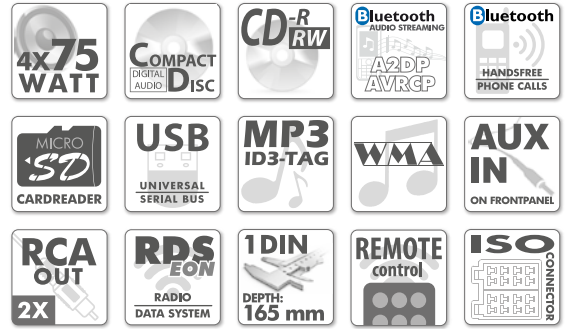 4x75
WATT
COMPACT
DIGITAL
AUDIO
DISC
CD-R
RW
Bluetooth
AUDIO STREAMING
A2DP
AVRCP
Bluetooth
HANDSFREE
PHONE CALLS
MICRO
SD
CARDREADER
USB
UNIVERSAL
SERIAL BUS
MP3
ID3-TAG
WMA
AUX
IN
ON FRONTPANEL
RCA
OUT
2X
RDS
EON
RADIO
DATA SYSTEM
1DIN
DEPTH:
165 mm
REMOTE
control
ISO
CONNECTOR